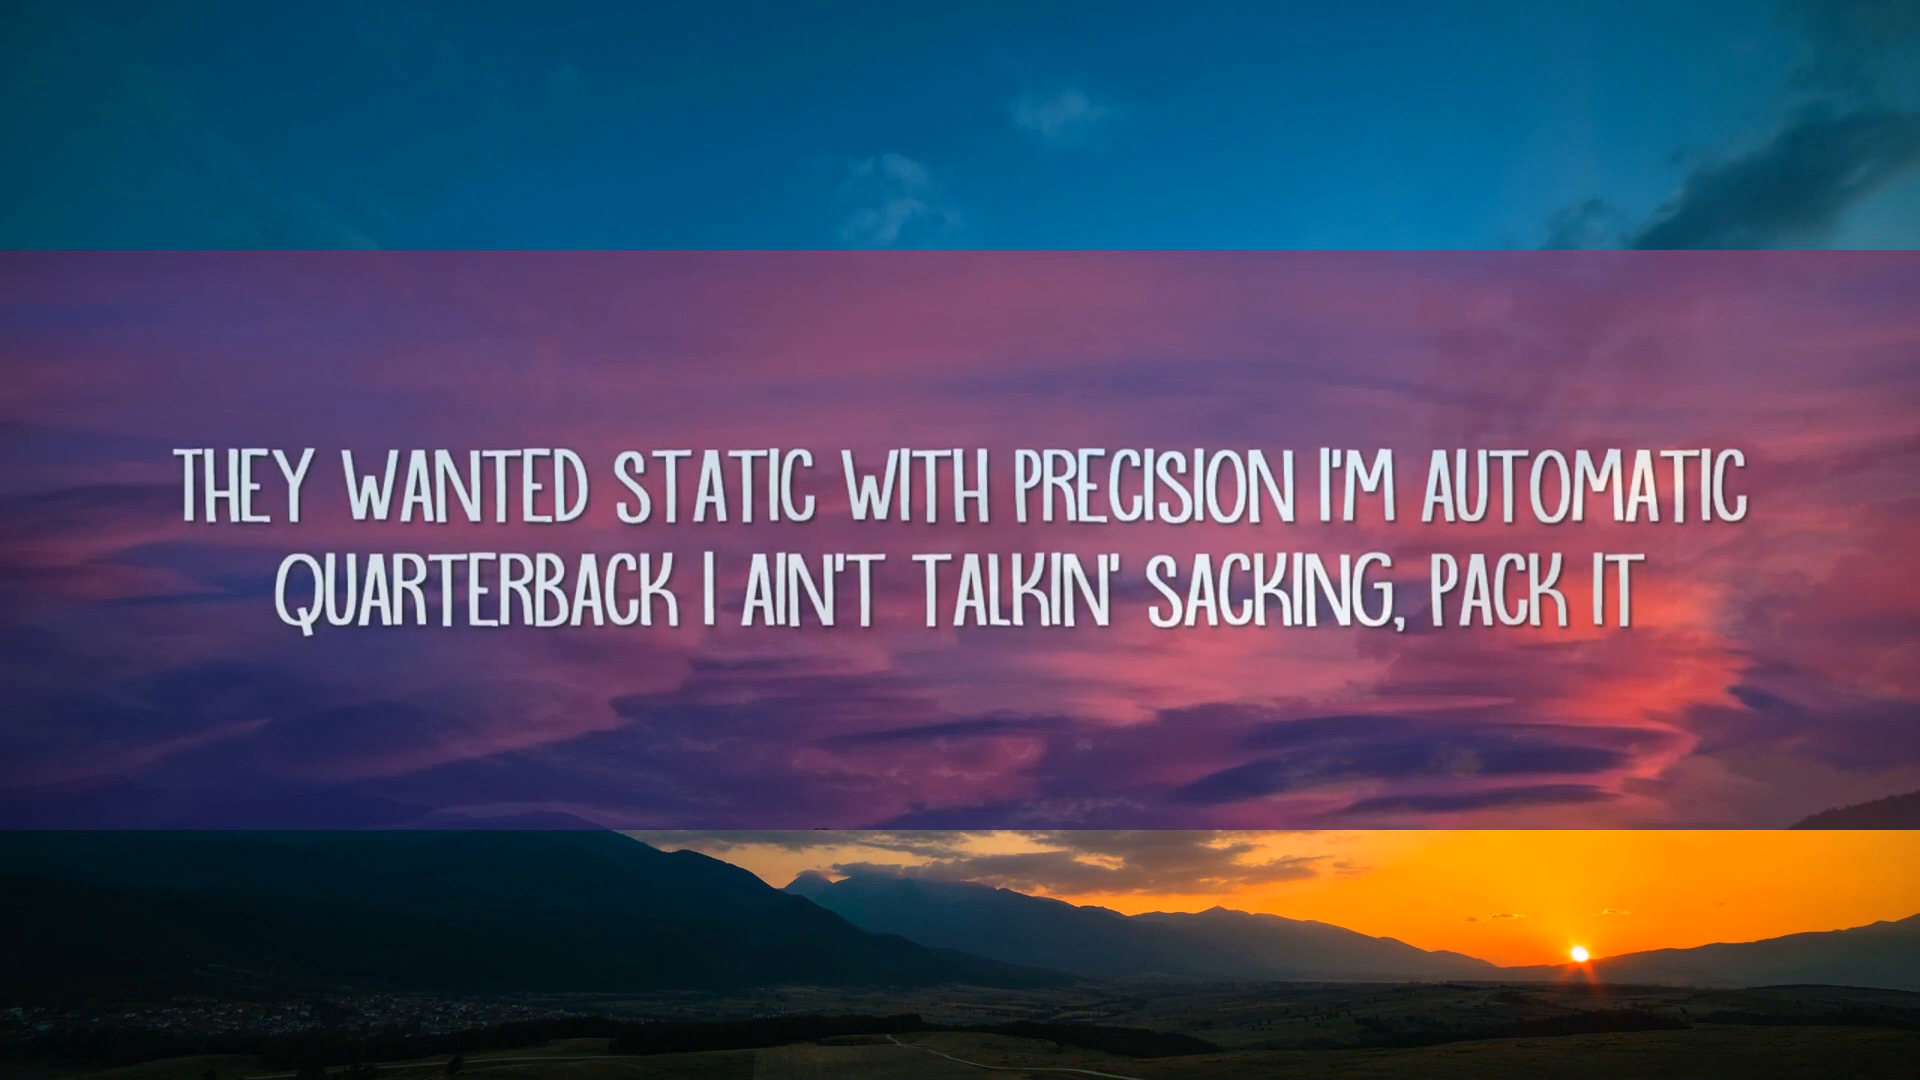 THEY WANTED STATIC WITH PRECISION I'M AUTOMATIC
QUARTERBACK I AIN'T TALKIN' SACKING, PACK IT